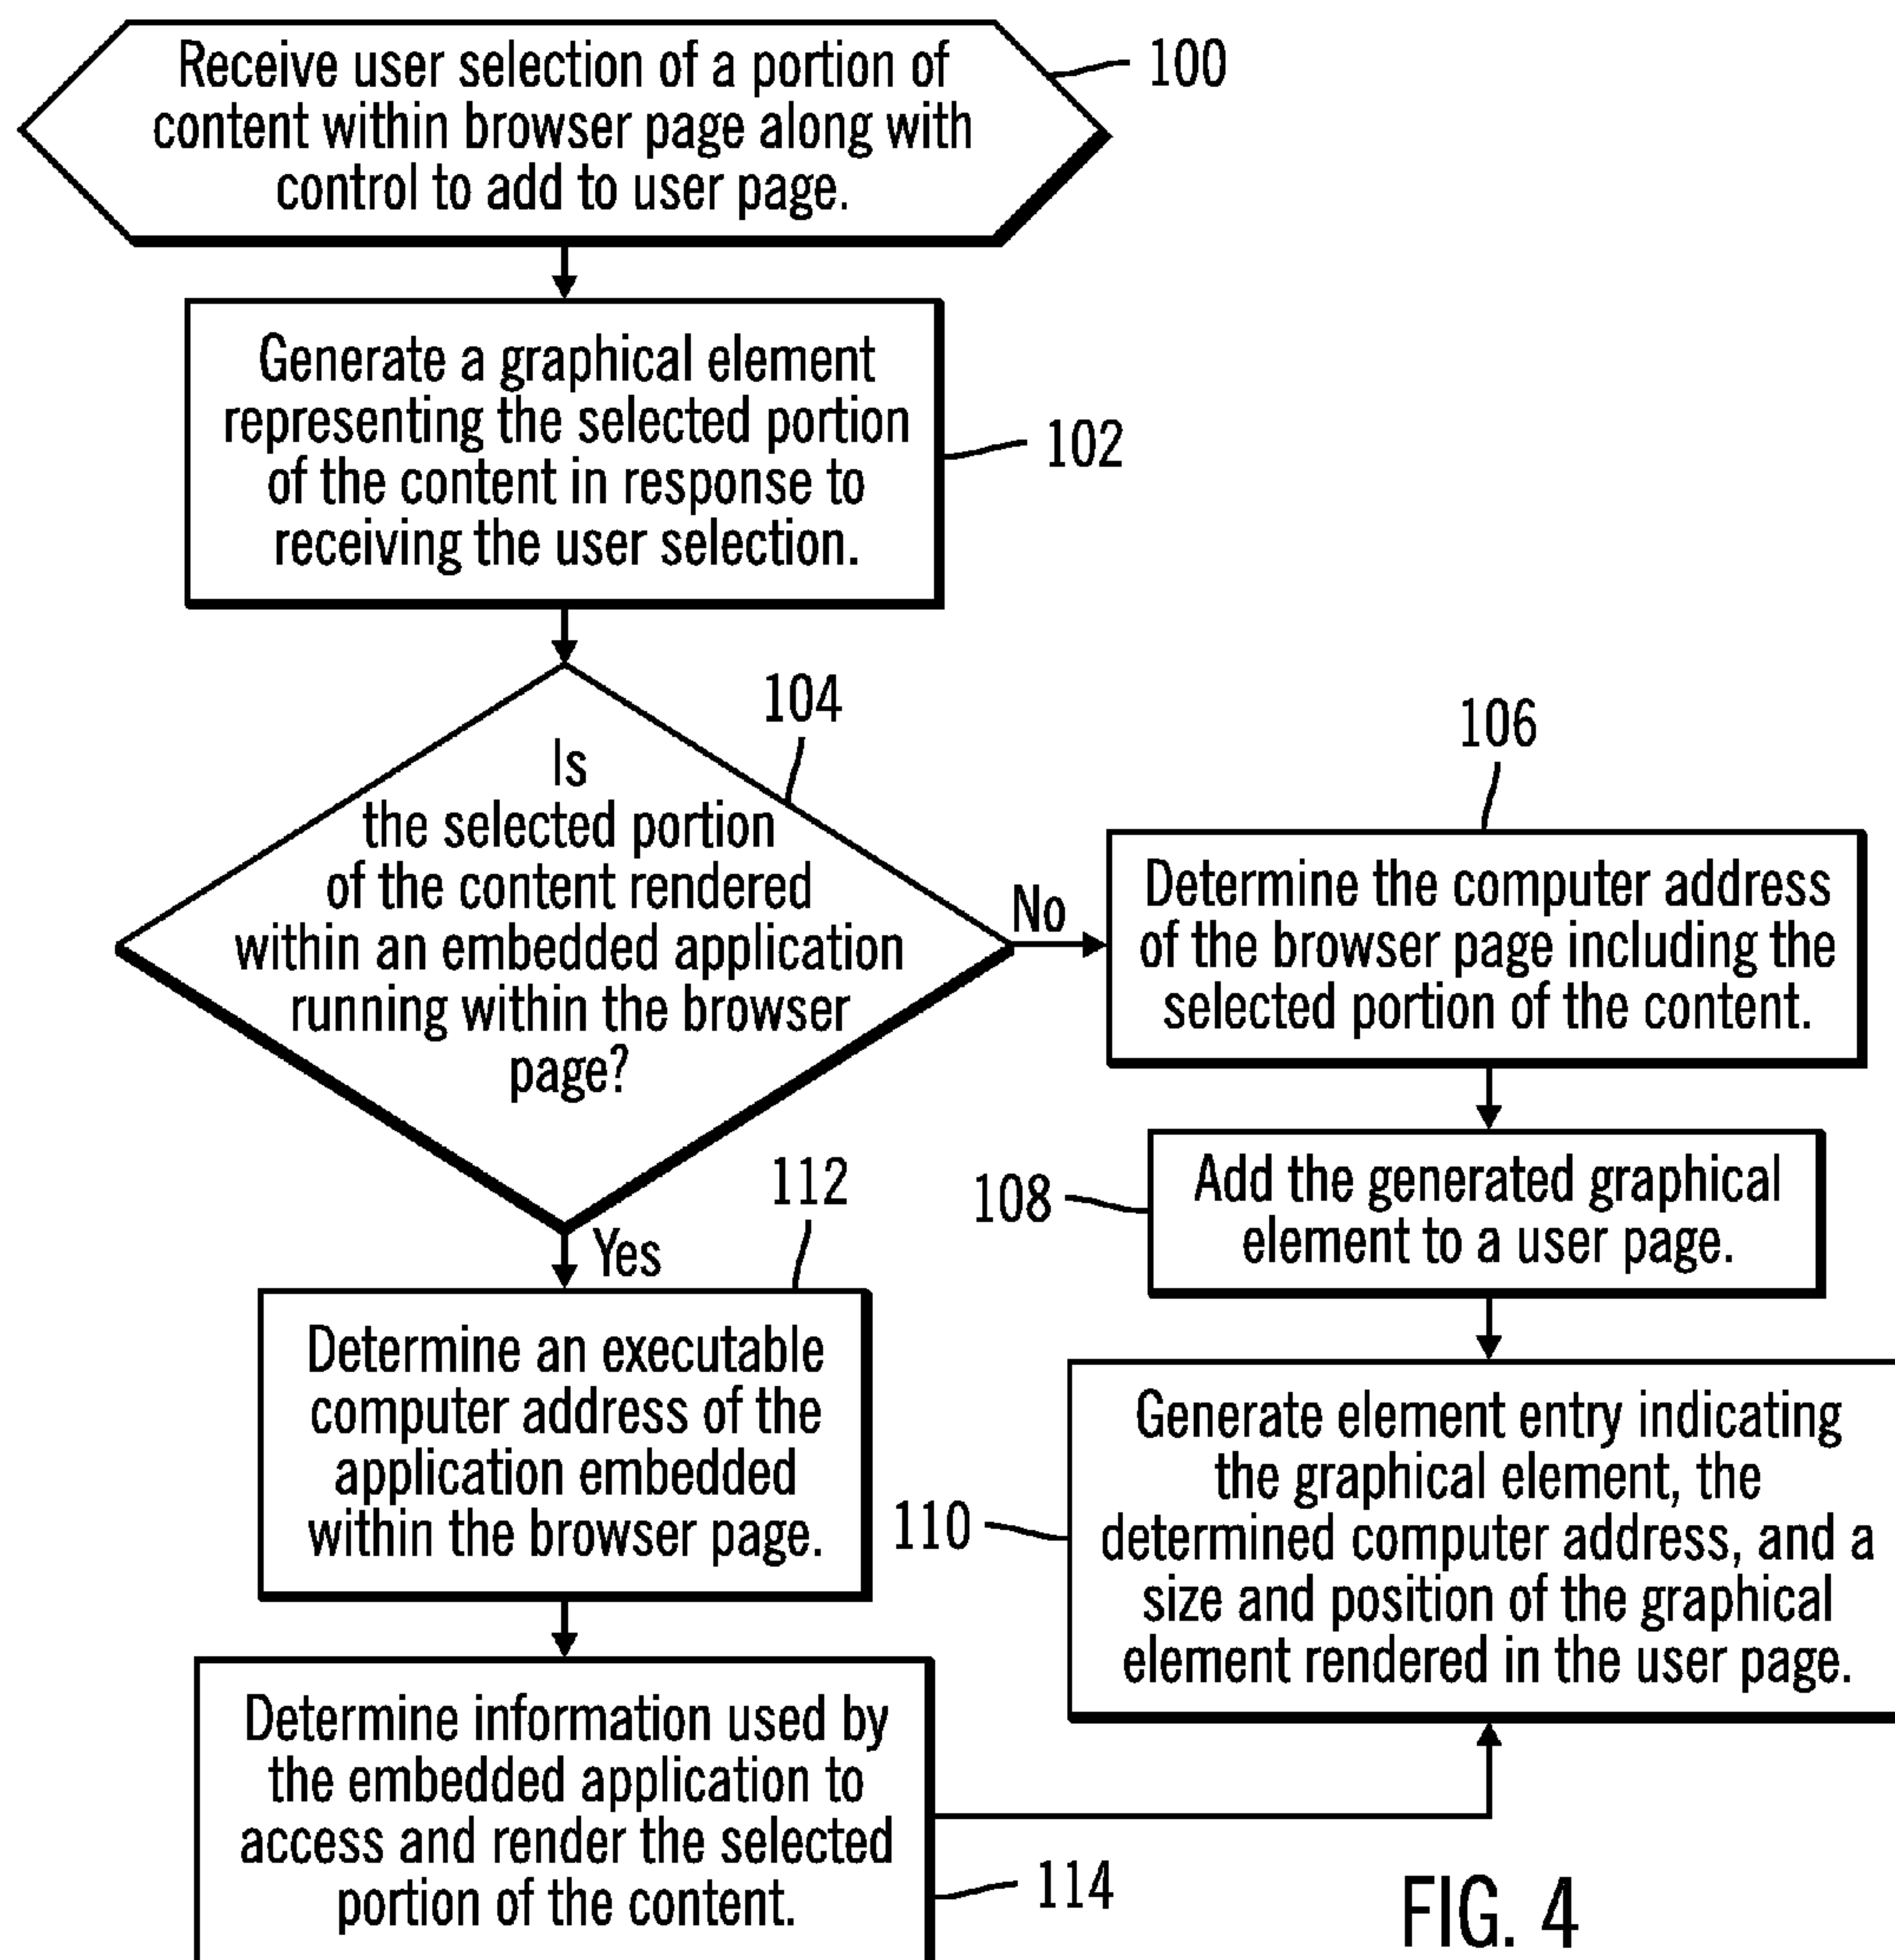 Receive user selection of a portion of
content within browser page along with
control to add to user page.
100
Generate a graphical element
representing the selected portion
of the content in response to
receiving the user selection.
102
104
Is
the selected portion
of the content rendered
within an embedded application
running within the browser
page?
No
Yes
106
Determine the computer address
of the browser page including the
selected portion of the content.
108
Add the generated graphical
element to a user page.
110
Generate element entry indicating
the graphical element, the
determined computer address, and a
size and position of the graphical
element rendered in the user page.
112
Determine an executable
computer address of the
application embedded
within the browser page.
Determine information used by
the embedded application to
access and render the selected
portion of the content.
114
FIG. 4